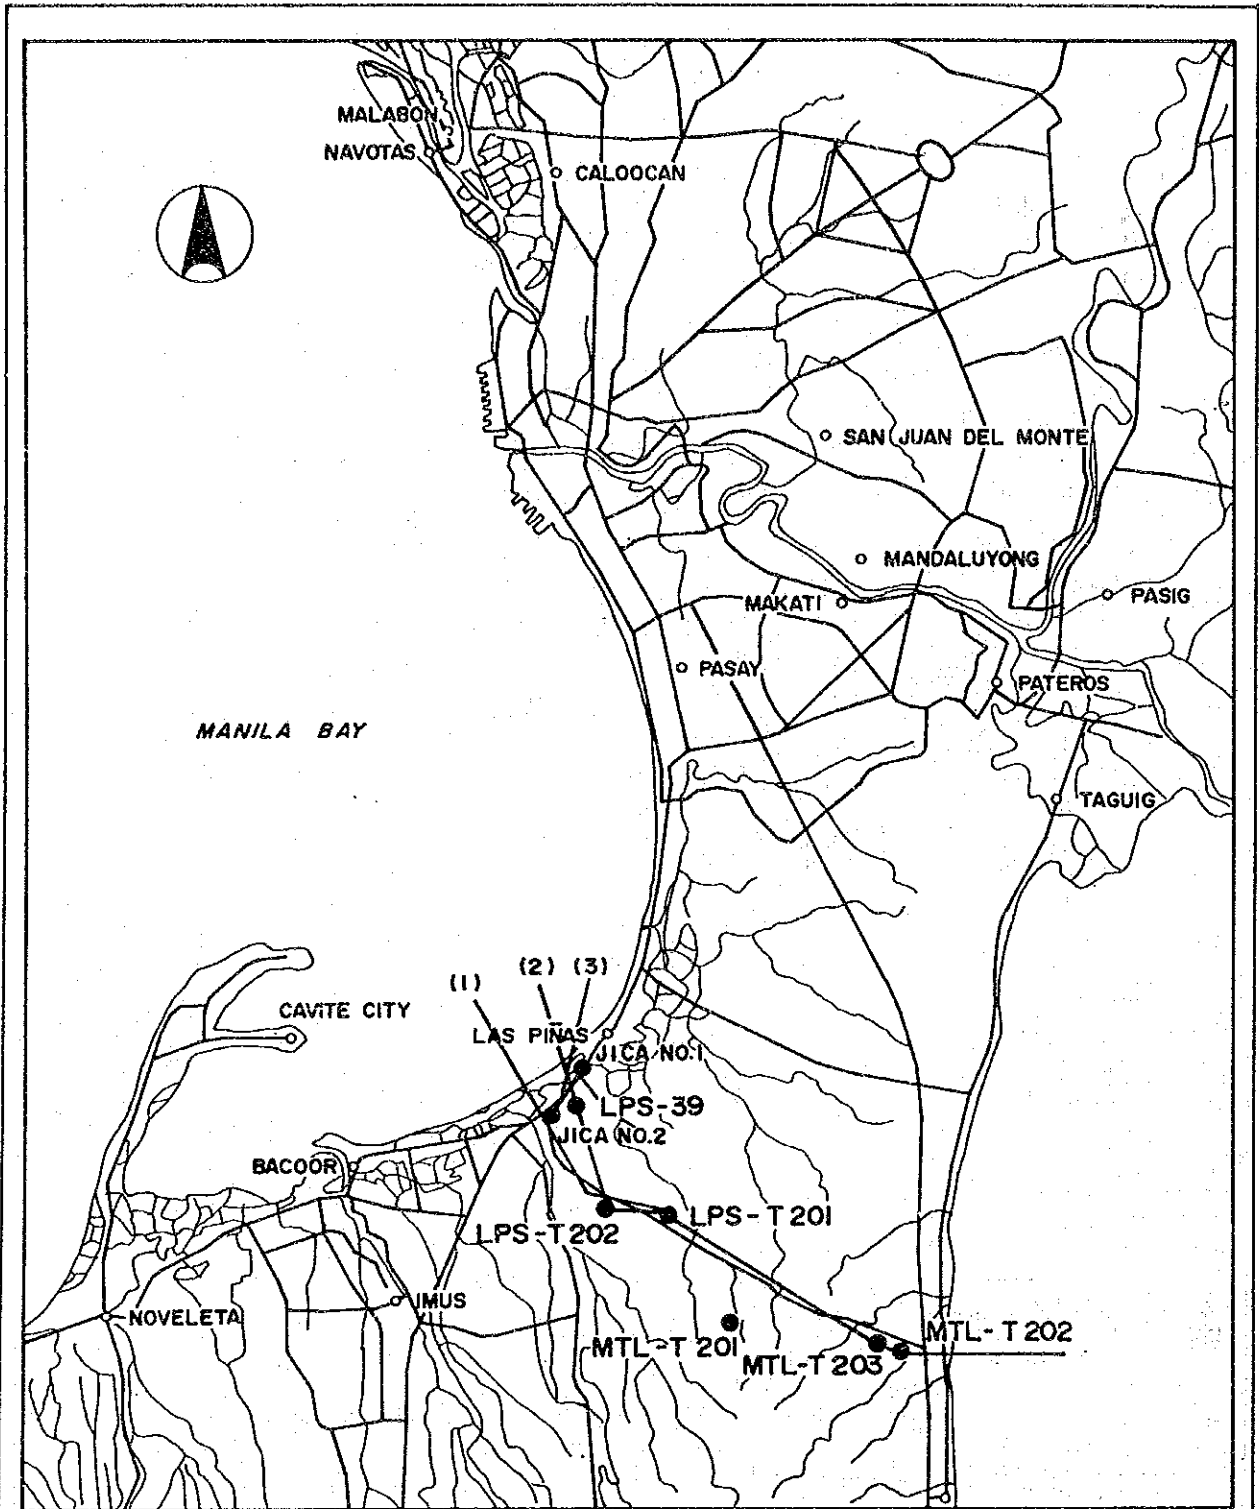 MALABON
NAVOTAS
CALOOCAN
SAN JUAN DEL MONTE
MANDALUYONG
MAKATI
PASIG
PASAY
PATEROS
MANILA BAY
TAGUIG
(1)
(2) (3)
CAVITE CITY
LAS PIÑAS
JICA NO.1
LPS-39
JICA NO.2
BACOOR
LPS-T 201
LPS-T 202
IMUS
NOVELETA
MTL-T 202
MTL-T 201
MTL-T 203